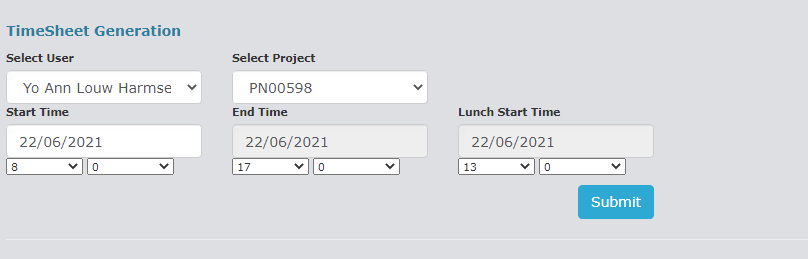 TimeSheet Generation
Select User Select Project
Yo Ann Louw Harmse PN00598
Start Time End Time Lunch Start Time
22/06/2021 22/06/2021 22/06/2021
8 0 17 0 13 0
Submit